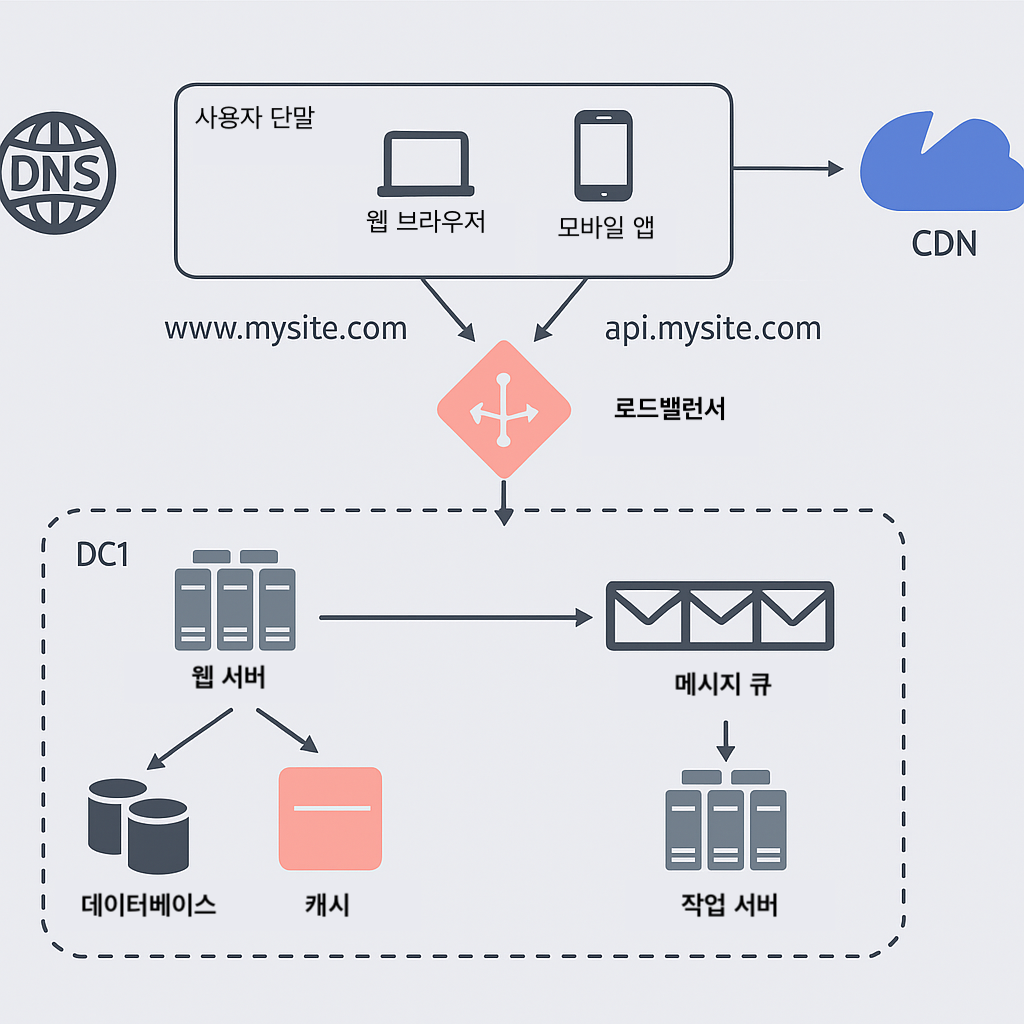 사용자 단말
DNS
웹 브라우저
모바일 앱
CDN
www.mysite.com
api.mysite.com
로드밸런서
DC1
웹 서버
메시지 큐
데이터베이스
캐시
작업 서버